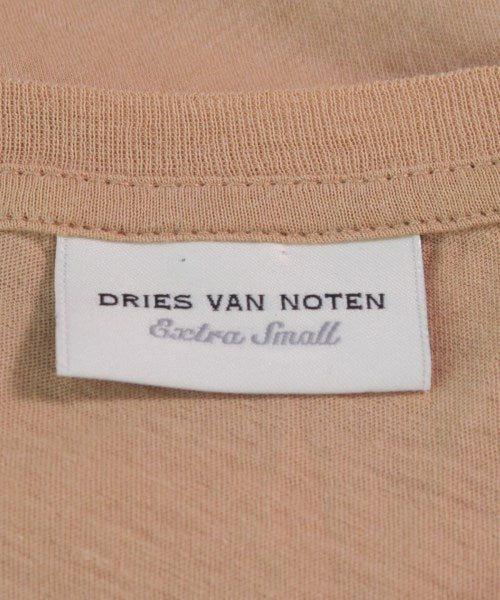 DRIES VAN NOTEN
Extra Small